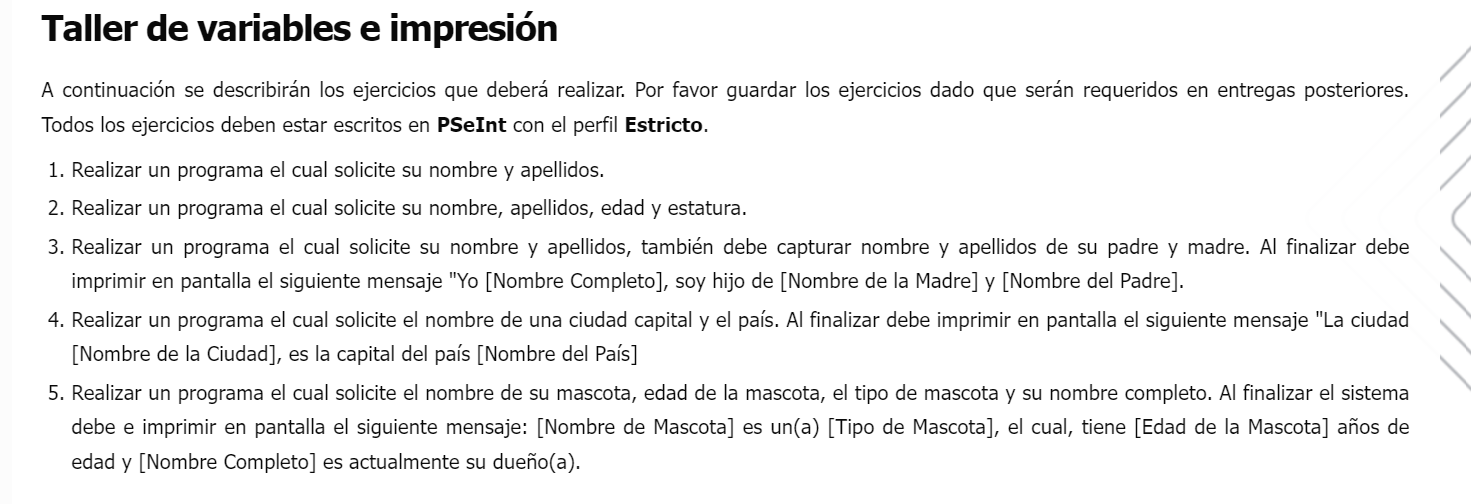 Taller de variables e impresión
A continuación se describirán los ejercicios que deberá realizar. Por favor guardar los ejercicios dado que serán requeridos en entregas posteriores.
Todos los ejercicios deben estar escritos en PSeInt con el perfil Estricto.
1. Realizar un programa el cual solicite su nombre y apellidos.
2. Realizar un programa el cual solicite su nombre, apellidos, edad y estatura.
3. Realizar un programa el cual solicite su nombre y apellidos, también debe capturar nombre y apellidos de su padre y madre. Al finalizar debe
imprimir en pantalla el siguiente mensaje "Yo [Nombre Completo], soy hijo de [Nombre de la Madre] y [Nombre del Padre].
4. Realizar un programa el cual solicite el nombre de una ciudad capital y el país. Al finalizar debe imprimir en pantalla el siguiente mensaje "La ciudad
[Nombre de la Ciudad], es la capital del país [Nombre del País]
5. Realizar un programa el cual solicite el nombre de su mascota, edad de la mascota, el tipo de mascota y su nombre completo. Al finalizar el sistema
debe e imprimir en pantalla el siguiente mensaje: [Nombre de Mascota] es un(a) [Tipo de Mascota], el cual, tiene [Edad de la Mascota] años de
edad y [Nombre Completo] es actualmente su dueño(a).